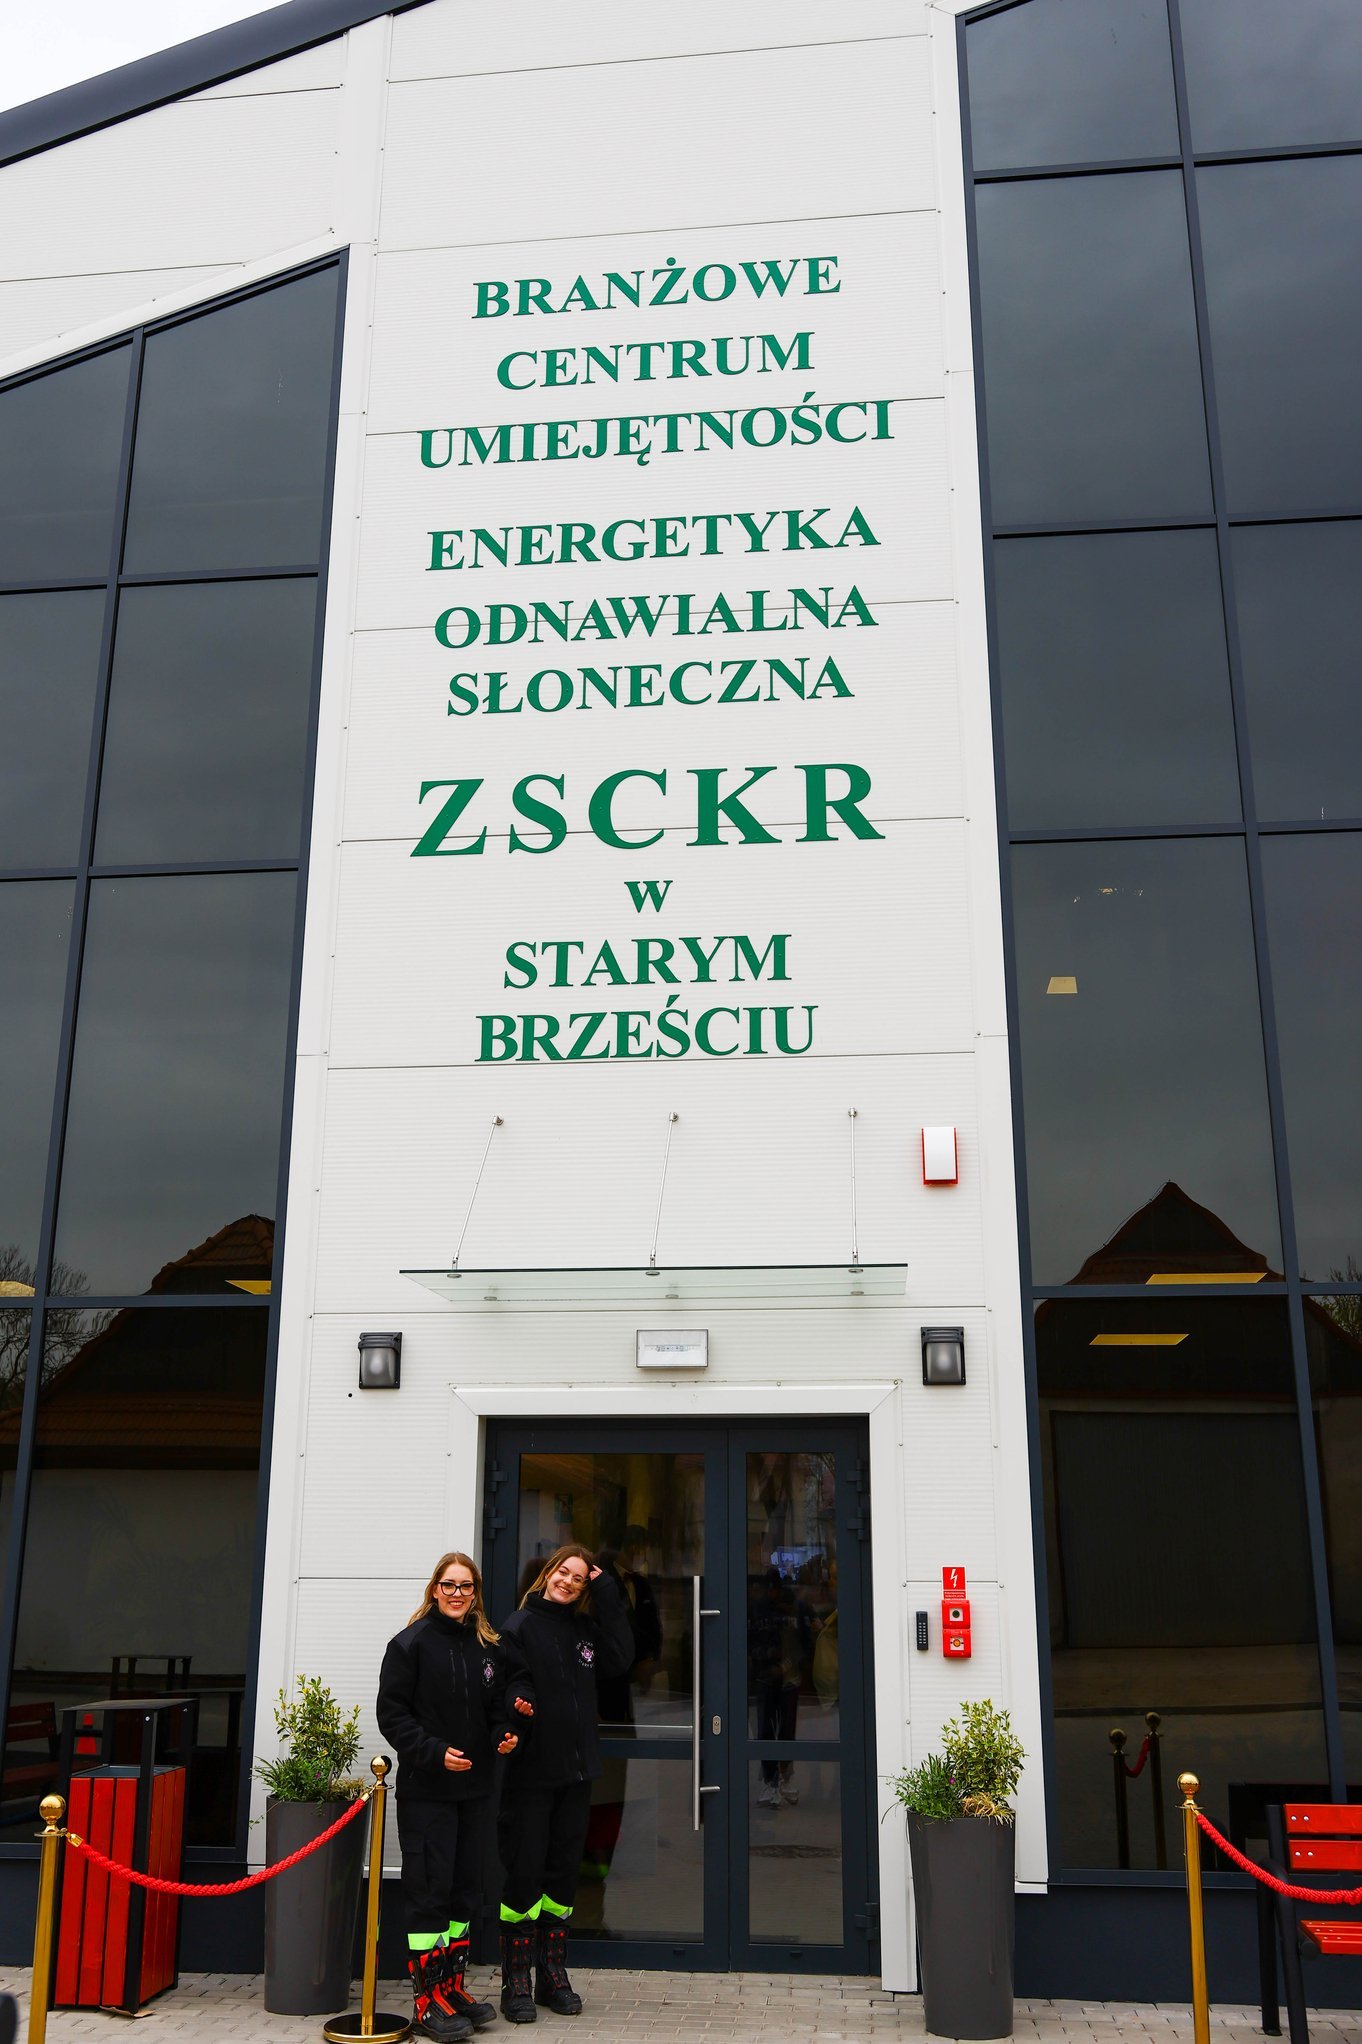 BRANŻOWE
CENTRUM
UMIEJĘTNOŚCI
ENERGETYKA
ODNAWIALNA
SŁONECZNA
ZSCKR
w
STARYM
BRZEŚCIU